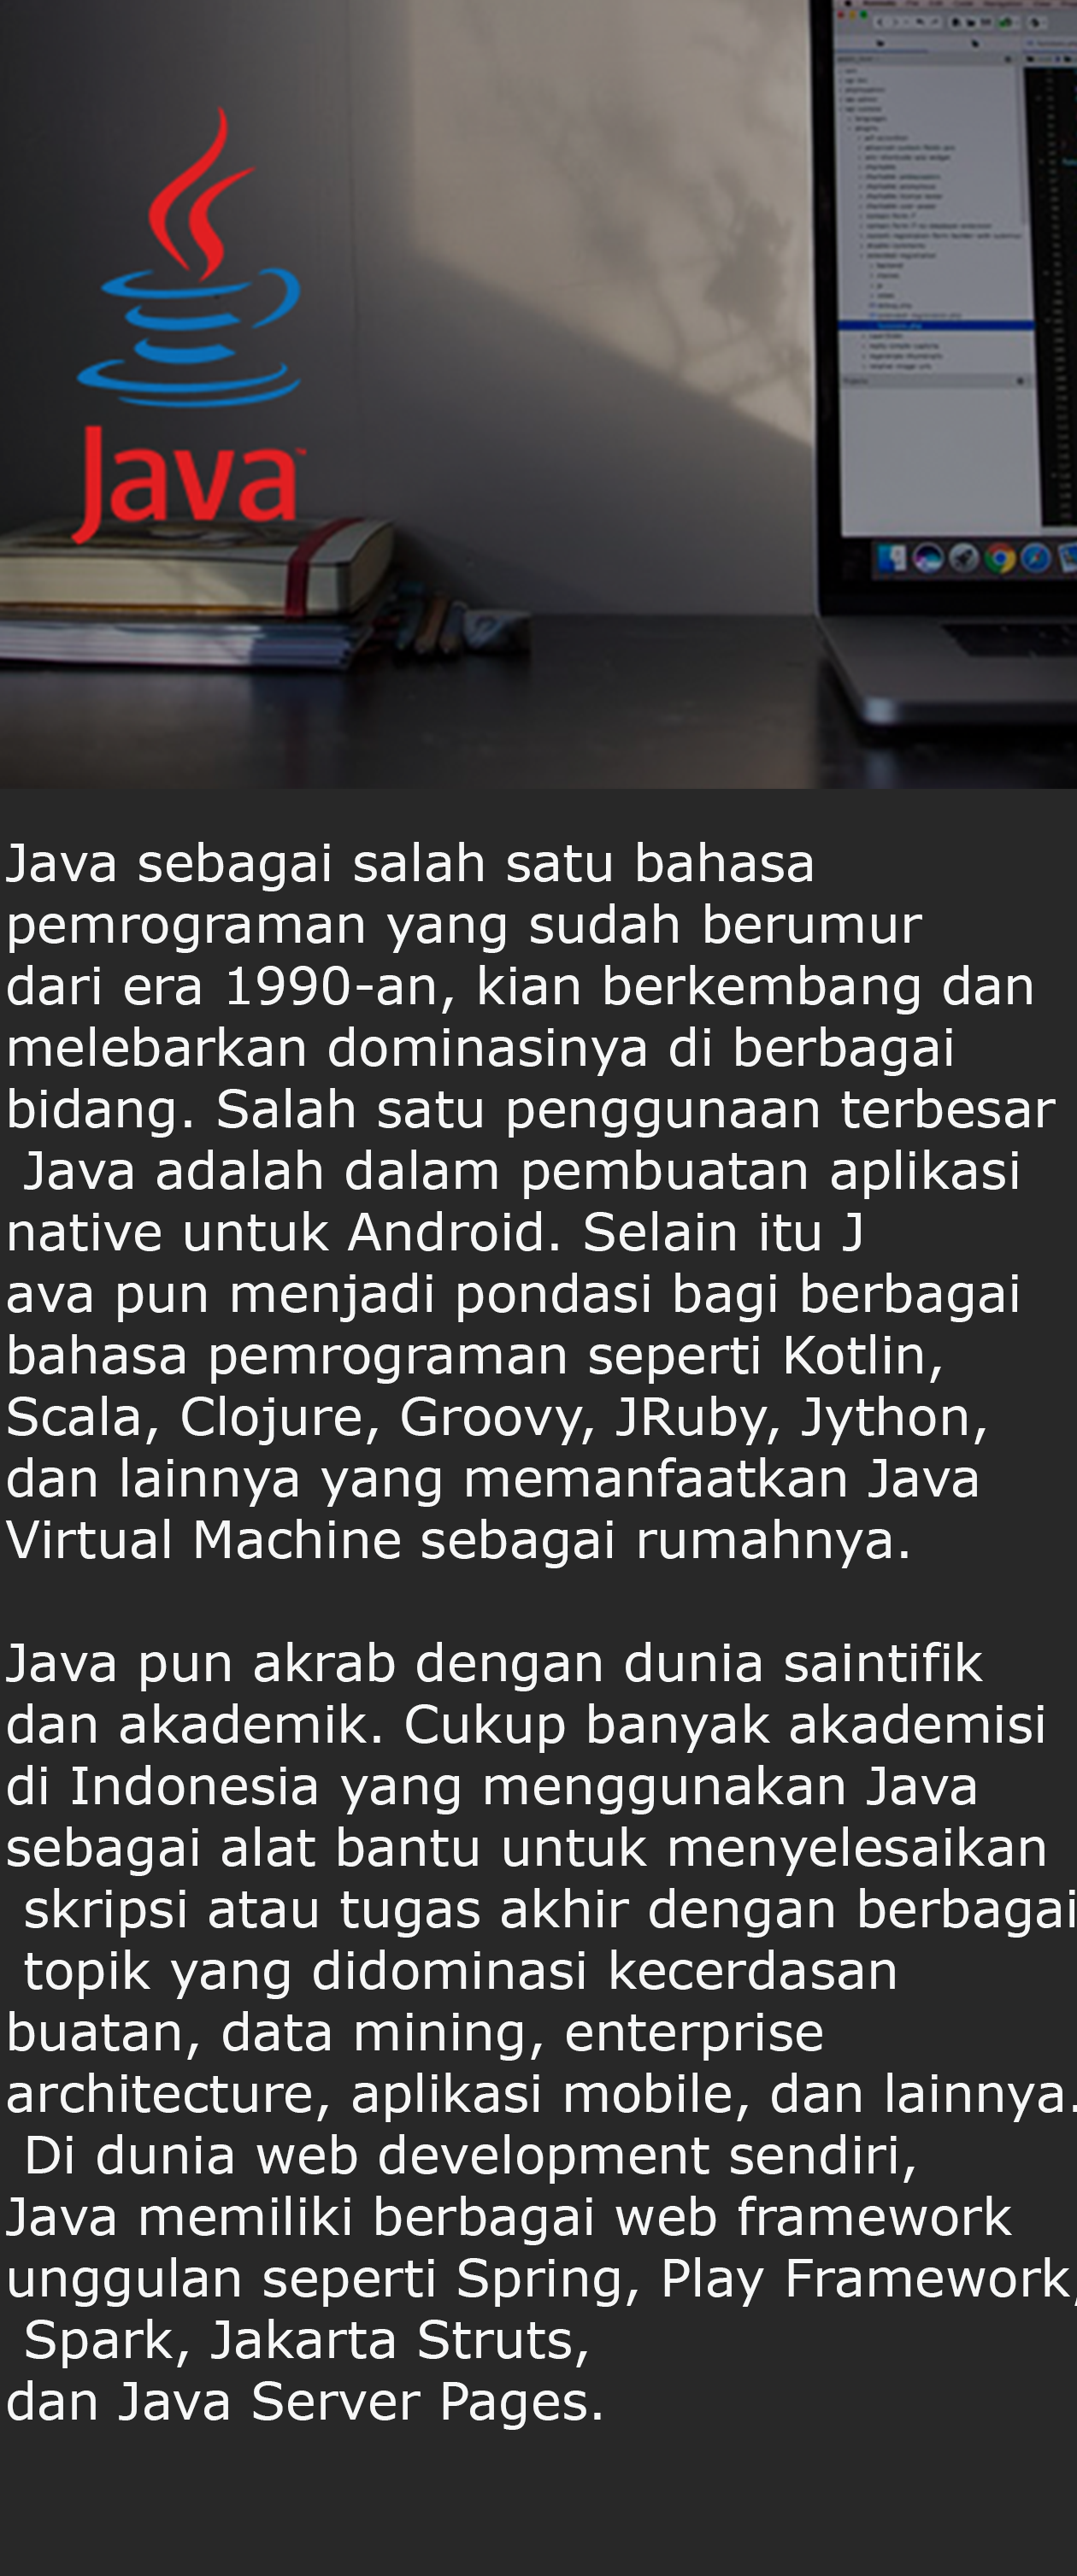 Java™
Java sebagai salah satu bahasa
pemrograman yang sudah berumur
dari era 1990-an, kian berkembang dan
melebarkan dominasinya di berbagai
bidang. Salah satu penggunaan terbesar
Java adalah dalam pembuatan aplikasi
native untuk Android. Selain itu J
ava pun menjadi pondasi bagi berbagai
bahasa pemrograman seperti Kotlin,
Scala, Clojure, Groovy, JRuby, Jython,
dan lainnya yang memanfaatkan Java
Virtual Machine sebagai rumahnya.
Java pun akrab dengan dunia saintifik
dan akademik. Cukup banyak akademisi
di Indonesia yang menggunakan Java
sebagai alat bantu untuk menyelesaikan
skripsi atau tugas akhir dengan berbagai
topik yang didominasi kecerdasan
buatan, data mining, enterprise
architecture, aplikasi mobile, dan lainnya.
Di dunia web development sendiri,
Java memiliki berbagai web framework
unggulan seperti Spring, Play Framework,
Spark, Jakarta Struts,
dan Java Server Pages.